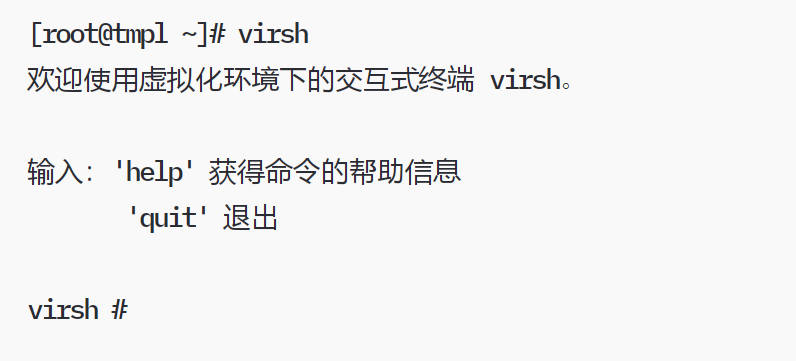 [root@tmpl ~]# virsh
欢迎使用虚拟化环境下的交互式终端 virsh。
输入：'help' 获得命令的帮助信息
'quit' 退出
virsh #